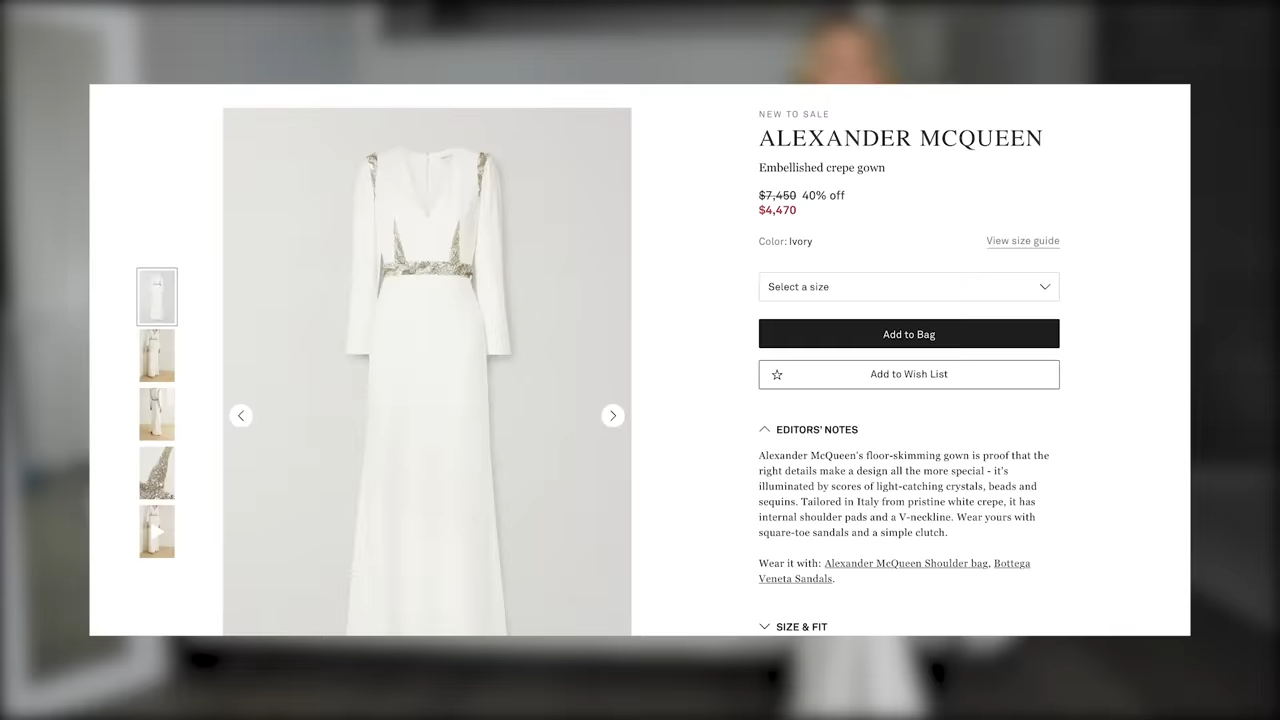 NEW TO SALE
ALEXANDER MCQUEEN
Embellished crepe gown
$7,450 40% off
$4,470
Color: Ivory
View size guide
Select a size
Add to Bag
Add to Wish List
EDITORS' NOTES
Alexander McQueen's floor-skimming gown is proof that the
right details make a design all the more special - it's
illuminated by scores of light-catching crystals, beads and
sequins. Tailored in Italy from pristine white crepe, it has
internal shoulder pads and a V-neckline. Wear yours with
square-toe sandals and a simple clutch.
Wear it with: Alexander McQueen Shoulder bag, Bottega
Veneta Sandals.
SIZE & FIT